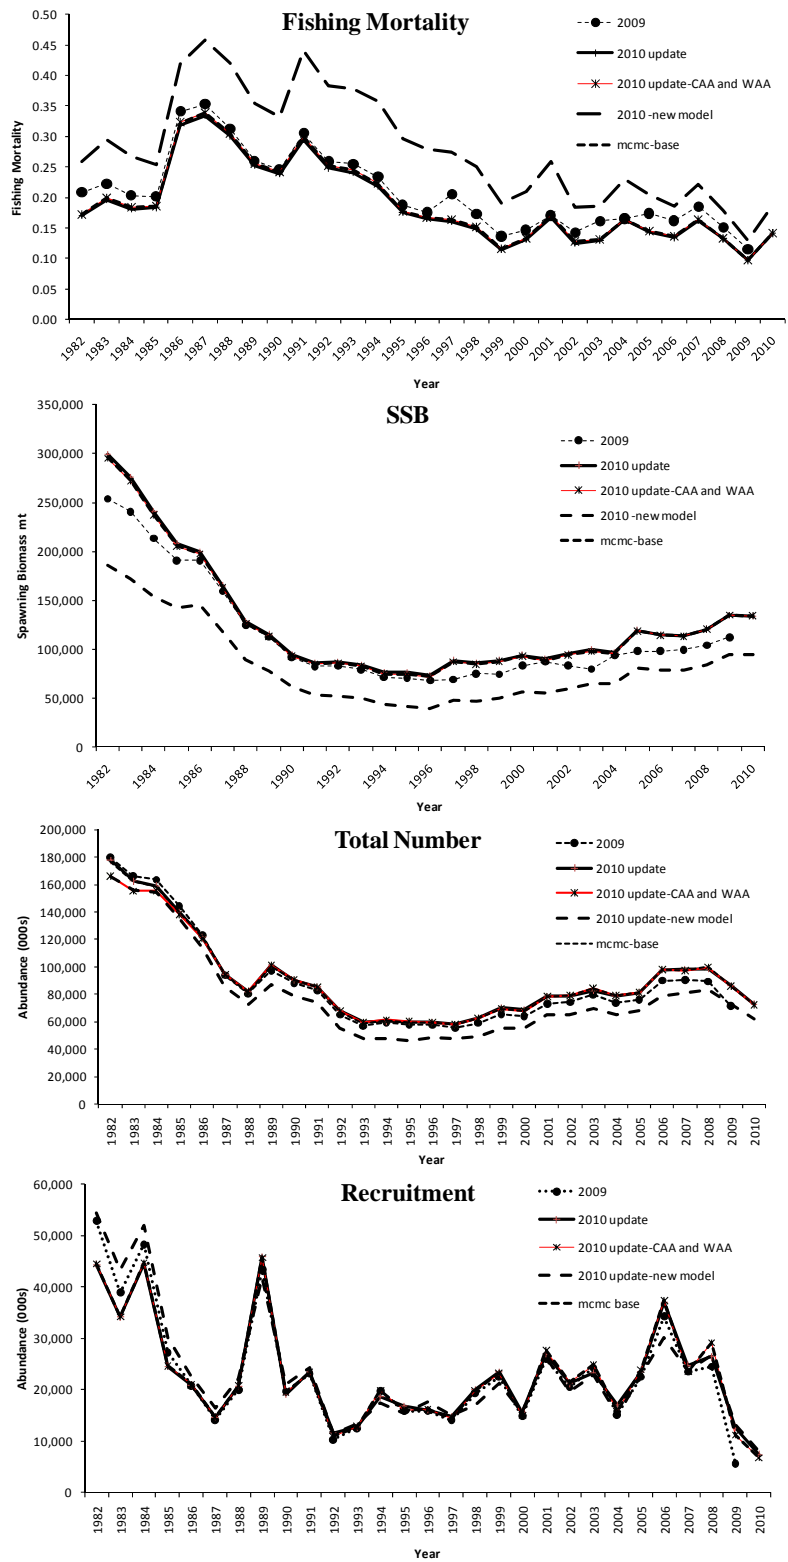 Fishing Mortality
0.50
0.45
0.40
0.35
0.30
0.25
0.20
0.15
0.10
0.05
0.00
Fishing Mortality
2009
2010 update
2010 update-CAA and WAA
2010 -new model
mcmc-base
1982 1983 1984 1985 1986 1987 1988 1989 1990 1991 1992 1993 1994 1995 1996 1997 1998 1999 2000 2001 2002 2003 2004 2005 2006 2007 2008 2009 2010
Year
SSB
350,000
300,000
250,000
200,000
150,000
100,000
50,000
0
Spawning Biomass mt
2009
2010 update
2010 update-CAA and WAA
2010 -new model
mcmc-base
1982 1984 1986 1988 1990 1992 1994 1996 1998 2000 2002 2004 2006 2008 2010
Year
Total Number
200,000
180,000
160,000
140,000
120,000
100,000
80,000
60,000
40,000
20,000
0
Abundance (000s)
2009
2010 update
2010 update-CAA and WAA
2010 update-new model
mcmc-base
1982 1983 1984 1985 1986 1987 1988 1989 1990 1991 1992 1993 1994 1995 1996 1997 1998 1999 2000 2001 2002 2003 2004 2005 2006 2007 2008 2009 2010
Year
Recruitment
60,000
50,000
40,000
30,000
20,000
10,000
0
Abundance (000s)
2009
2010 update
2010 update-CAA and WAA
2010 update-new model
mcmc base
1982 1983 1984 1985 1986 1987 1988 1989 1990 1991 1992 1993 1994 1995 1996 1997 1998 1999 2000 2001 2002 2003 2004 2005 2006 2007 2008 2009 2010
Year